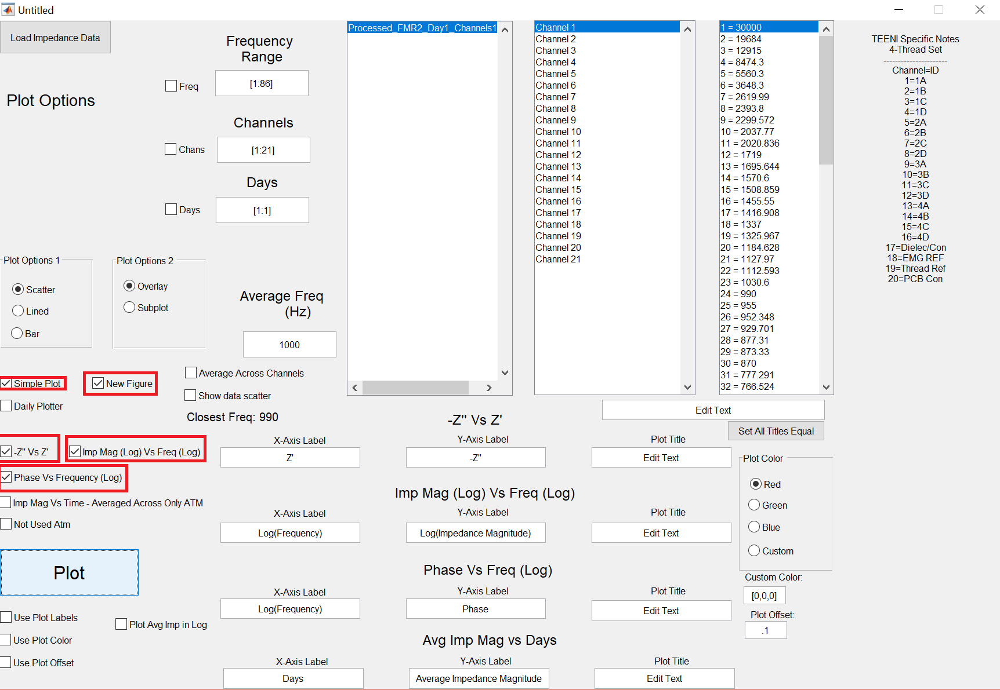 Untitled
Load Impedance Data
Plot Options
Frequency
Range
Freq
[1:86]
Channels
Chans
[1:21]
Days
Days
[1:1]
Plot Options 1
Scatter
Lined
Bar
Plot Options 2
Overlay
Subplot
Average Freq
(Hz)
1000
Simple Plot
New Figure
Daily Plotter
Average Across Channels
Show data scatter
Closest Freq: 990
-Z'' Vs Z'
Imp Mag (Log) Vs Freq (Log)
Phase Vs Frequency (Log)
Imp Mag Vs Time - Averaged Across Only ATM
Not Used Atm
Plot
Use Plot Labels
Plot Avg Imp in Log
Use Plot Color
Use Plot Offset
Processed_FMR2_Day1_Channels1
Channel 1
Channel 2
Channel 3
Channel 4
Channel 5
Channel 6
Channel 7
Channel 8
Channel 9
Channel 10
Channel 11
Channel 12
Channel 13
Channel 14
Channel 15
Channel 16
Channel 17
Channel 18
Channel 19
Channel 20
Channel 21
1 = 30000
2 = 19684
3 = 12915
4 = 8474.3
5 = 5560.3
6 = 3648.3
7 = 2619.99
8 = 2393.8
9 = 2299.572
10 = 2037.77
11 = 2020.836
12 = 1719
13 = 1695.644
14 = 1570.6
15 = 1508.859
16 = 1455.55
17 = 1416.908
18 = 1337
19 = 1325.967
20 = 1184.628
21 = 1127.97
22 = 1112.593
23 = 1030.6
24 = 990
25 = 955
26 = 952.348
27 = 929.701
28 = 877.31
29 = 873.33
30 = 870
31 = 777.291
32 = 766.524
TEENI Specific Notes
4-Thread Set
----------------------
Channel=ID
1=1A
2=1B
3=1C
4=1D
5=2A
6=2B
7=2C
8=2D
9=3A
10=3B
11=3C
12=3D
13=4A
14=4B
15=4C
16=4D
17=Dielec/Con
18=EMG REF
19=Thread Ref
20=PCB Con
Edit Text
Set All Titles Equal
-Z'' Vs Z'
X-Axis Label
Y-Axis Label
Plot Title
Z'
-Z''
Edit Text
Imp Mag (Log) Vs Freq (Log)
X-Axis Label
Y-Axis Label
Plot Title
Log(Frequency)
Log(Impedance Magnitude)
Edit Text
Phase Vs Freq (Log)
X-Axis Label
Y-Axis Label
Plot Title
Log(Frequency)
Phase
Edit Text
Avg Imp Mag vs Days
X-Axis Label
Y-Axis Label
Plot Title
Days
Average Impedance Magnitude
Edit Text
Plot Color
Red
Green
Blue
Custom
Custom Color:
[0,0,0]
Plot Offset:
.1